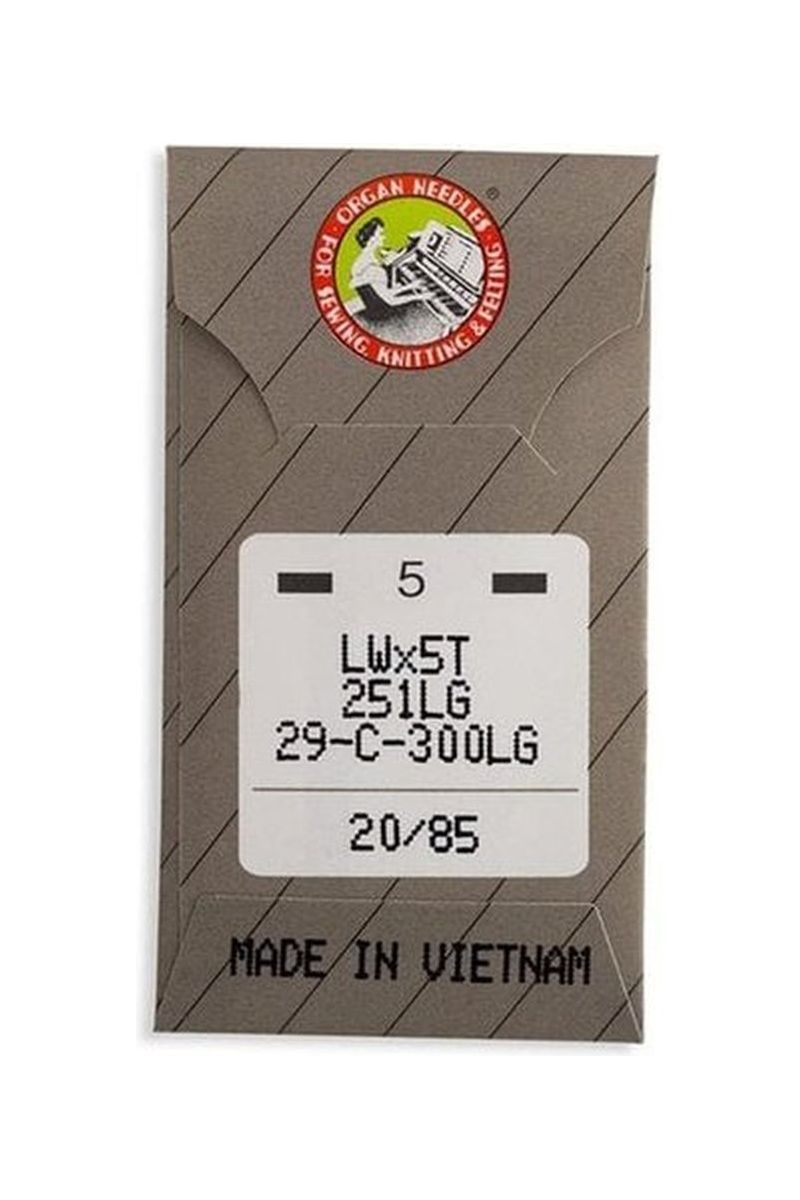 ORGAN NEEDLES ®
· FOR SEWING, KNITTING & FELTING ·
5
LWx5T
251LG
29-C-300LG
20/85
MADE IN VIETNAM